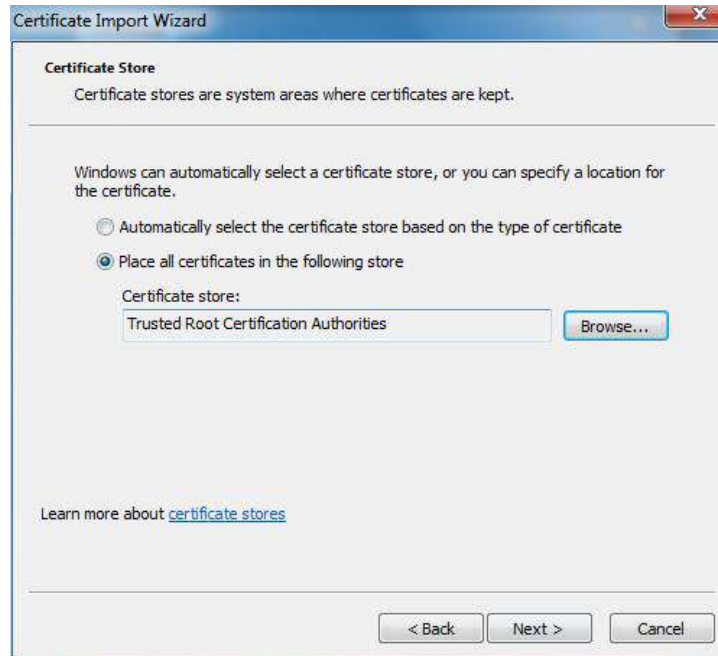 Certificate Import Wizard
Certificate Store
Certificate stores are system areas where certificates are kept.
Windows can automatically select a certificate store, or you can specify a location for
the certificate.
Automatically select the certificate store based on the type of certificate
Place all certificates in the following store
Certificate store:
Trusted Root Certification Authorities
Browse...
Learn more about certificate stores
< Back
Next >
Cancel